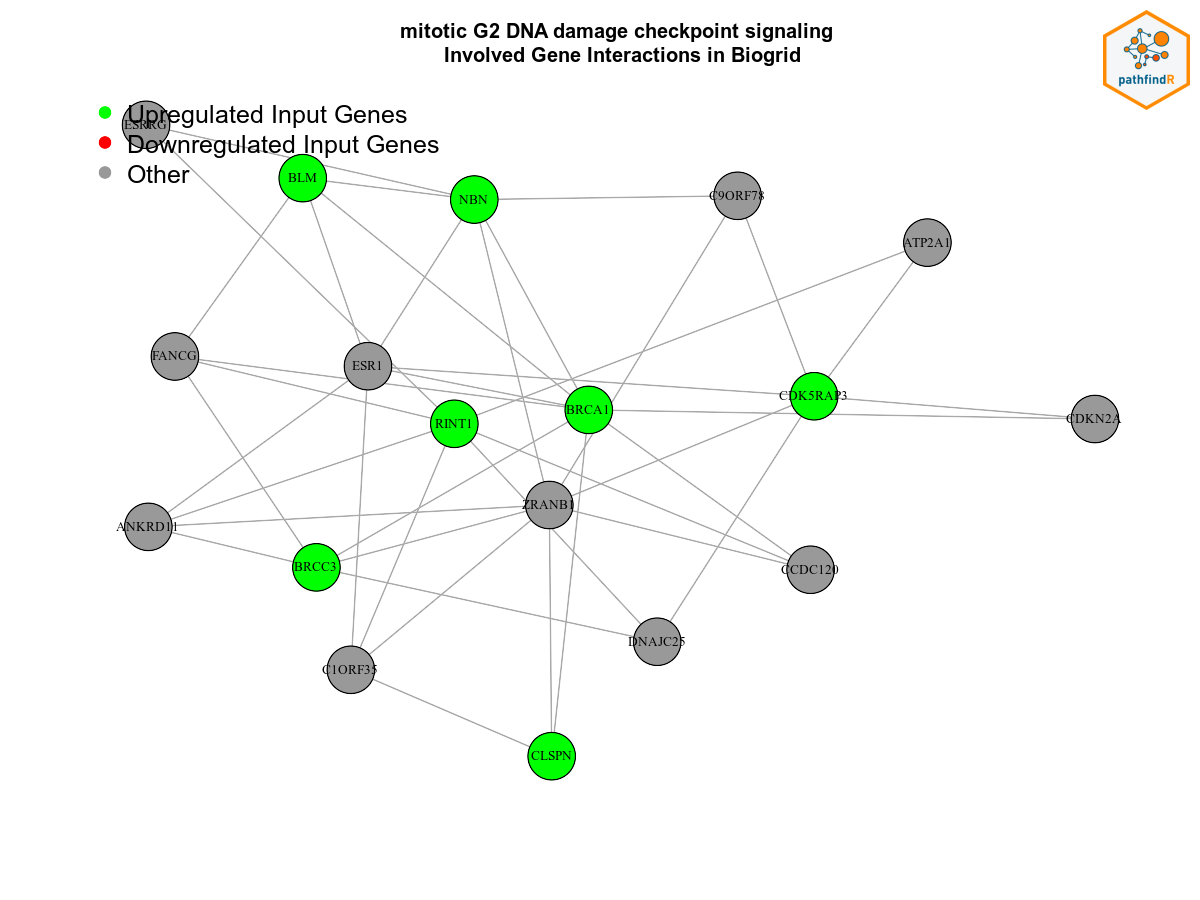 mitotic G2 DNA damage checkpoint signaling
Involved Gene Interactions in Biogrid
pathfindR
Upregulated Input Genes
Downregulated Input Genes
Other
ESRRG
BLM
NBN
C9ORF78
ATP2A1
FANCG
ESR1
CDK5RAP3
BRCA1
CDKN2A
RINT1
ZRANB1
ANKRD11
BRCC3
CCDC120
DNAJC25
C1ORF35
CLSPN